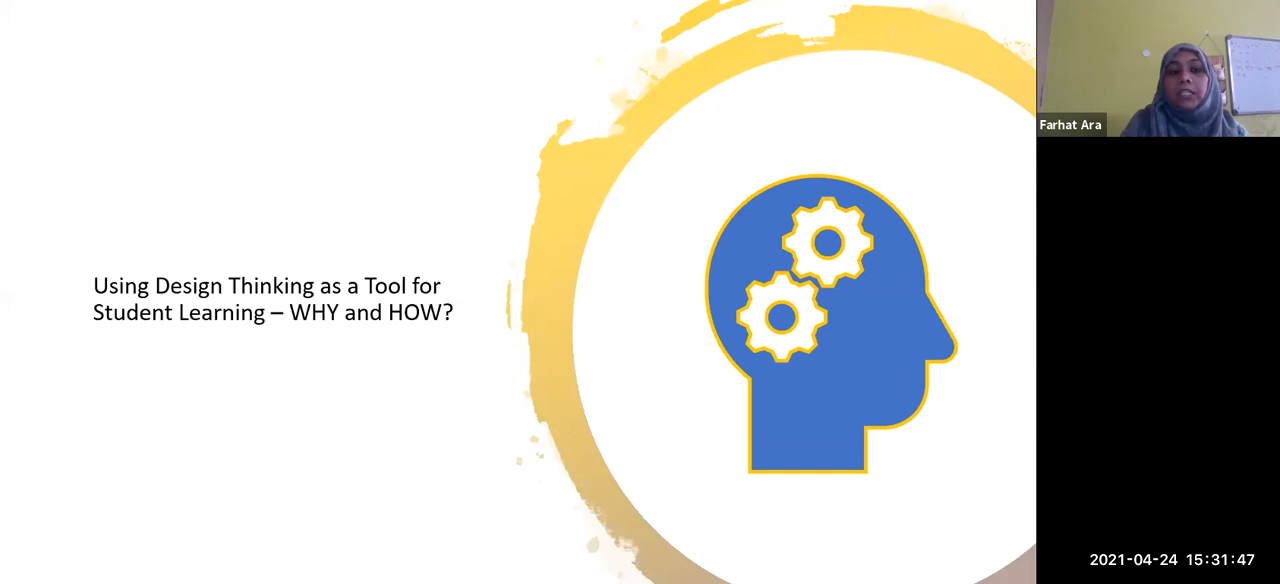 Using Design Thinking as a Tool for
Student Learning – WHY and HOW?
Farhat Ara
2021-04-24 15:31:47